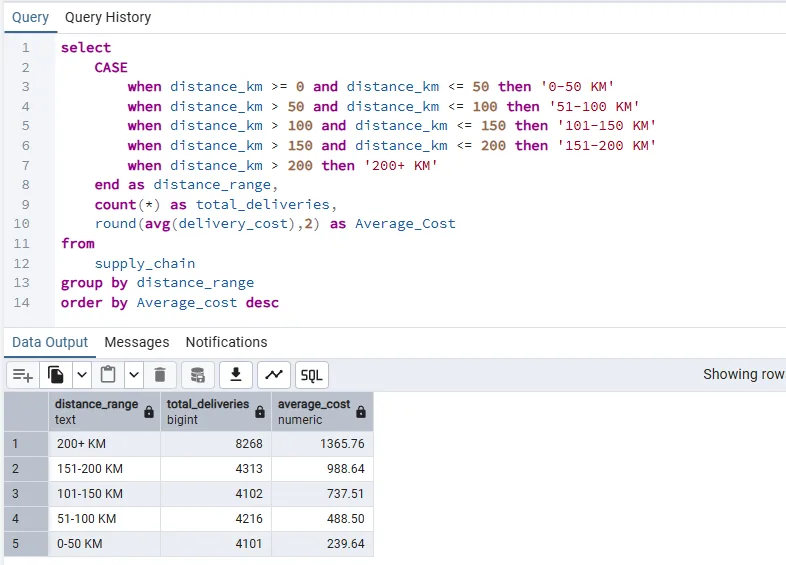 Query Query History
1 select
2 CASE
3 when distance_km >= 0 and distance_km <= 50 then '0-50 KM'
4 when distance_km > 50 and distance_km <= 100 then '51-100 KM'
5 when distance_km > 100 and distance_km <= 150 then '101-150 KM'
6 when distance_km > 150 and distance_km <= 200 then '151-200 KM'
7 when distance_km > 200 then '200+ KM'
8 end as distance_range,
9 count(*) as total_deliveries,
10 round(avg(delivery_cost),2) as Average_Cost
11 from
12 supply_chain
13 group by distance_range
14 order by Average_cost desc
Data Output Messages Notifications
SQL Showing row
distance_range total_deliveries average_cost
text bigint numeric
1 200+ KM 8268 1365.76
2 151-200 KM 4313 988.64
3 101-150 KM 4102 737.51
4 51-100 KM 4216 488.50
5 0-50 KM 4101 239.64